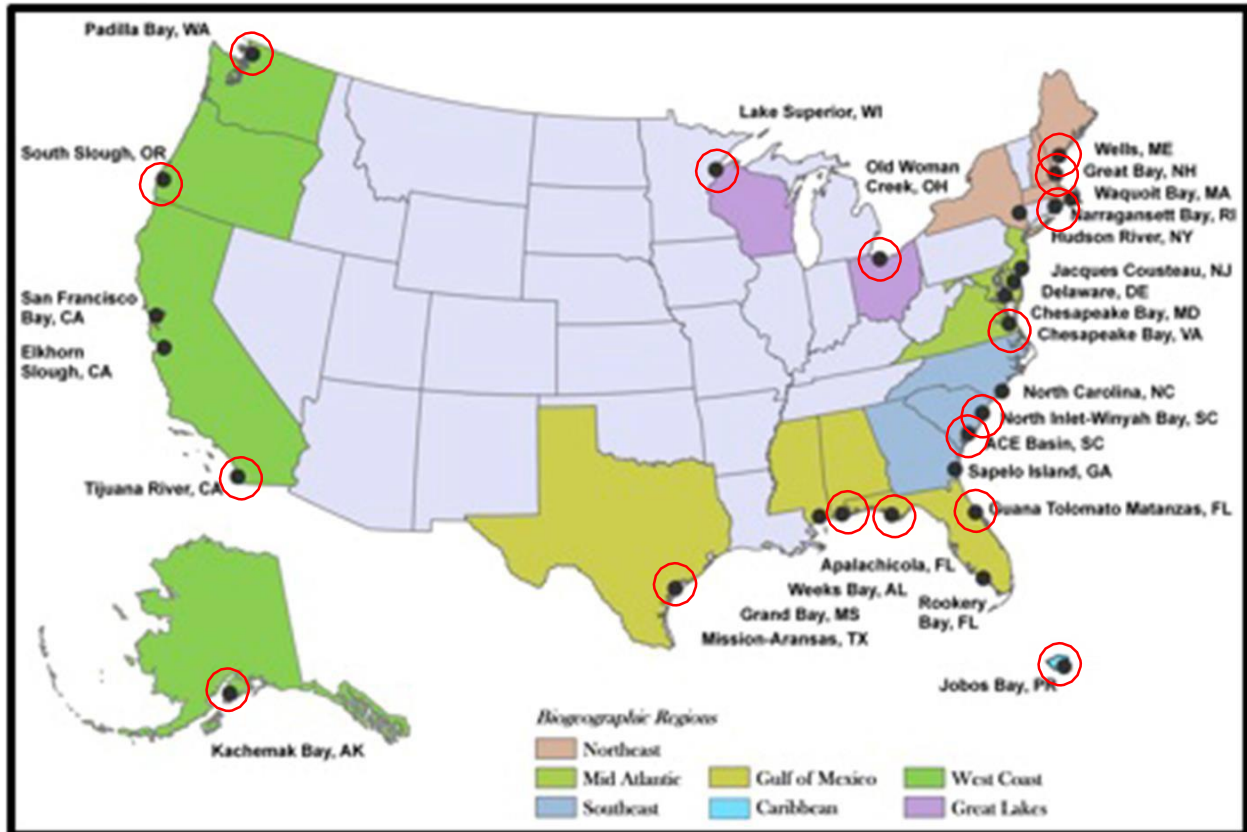 Padilla Bay, WA
Lake Superior, WI
South Slough, OR
Old Woman
Creek, OH
Wells, ME
Great Bay, NH
Waquoit Bay, MA
Narragansett Bay, RI
Hudson River, NY
Jacques Cousteau, NJ
Delaware, DE
San Francisco
Bay, CA
Chesapeake Bay, MD
Chesapeake Bay, VA
Elkhorn
Slough, CA
North Carolina, NC
North Inlet-Winyah Bay, SC
ACE Basin, SC
Sapelo Island, GA
Tijuana River, CA
Guana Tolomato Matanzas, FL
Apalachicola, FL
Weeks Bay, AL
Rookery
Bay, FL
Grand Bay, MS
Mission-Aransas, TX
Jobos Bay, PR
Kachemak Bay, AK
Biogeographic Regions
Northeast
Mid Atlantic
Gulf of Mexico
West Coast
Southeast
Caribbean
Great Lakes